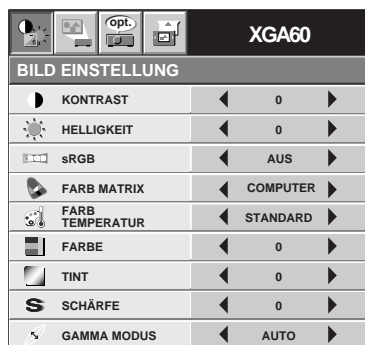 opt.
XGA60
BILD EINSTELLUNG
KONTRAST 0
HELLIGKEIT 0
sRGB AUS
FARB MATRIX COMPUTER
FARB
TEMPERATUR STANDARD
FARBE 0
TINT 0
S SCHÄRFE 0
GAMMA MODUS AUTO